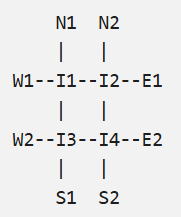 N1 N2
| |
W1--I1--I2--E1
| |
W2--I3--I4--E2
| |
S1 S2